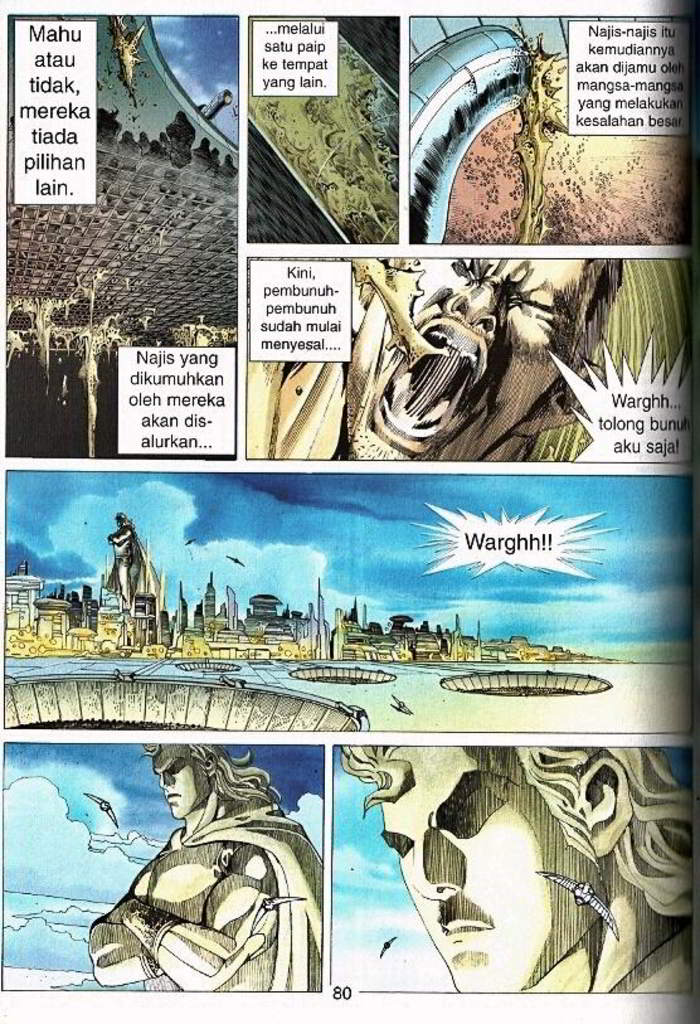 Mahu
atau
tidak,
mereka
tiada
pilihan
lain.
Najis yang
dikumuhkan
oleh mereka
akan dis-
alurkan...
...melalui
satu paip
ke tempat
yang lain.
Najis-najis itu
kemudiannya
akan dijamu oleh
mangsa-mangsa
yang melakukan
kesalahan besar.
Kini,
pembunuh-
pembunuh
sudah mulai
menyesal....
Warghh...
tolong bunuh
aku saja!
Warghh!!
80